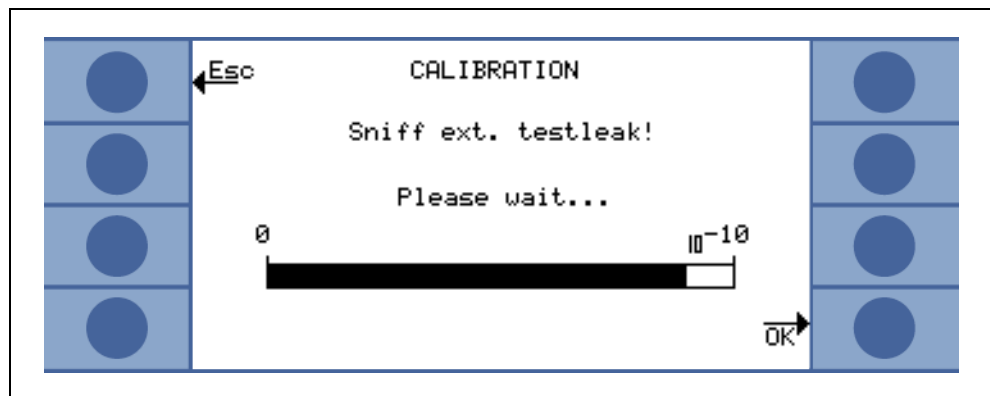 Esc CALIBRATION
Sniff ext. testleak!
Please wait...
0 10⁻¹⁰
OK